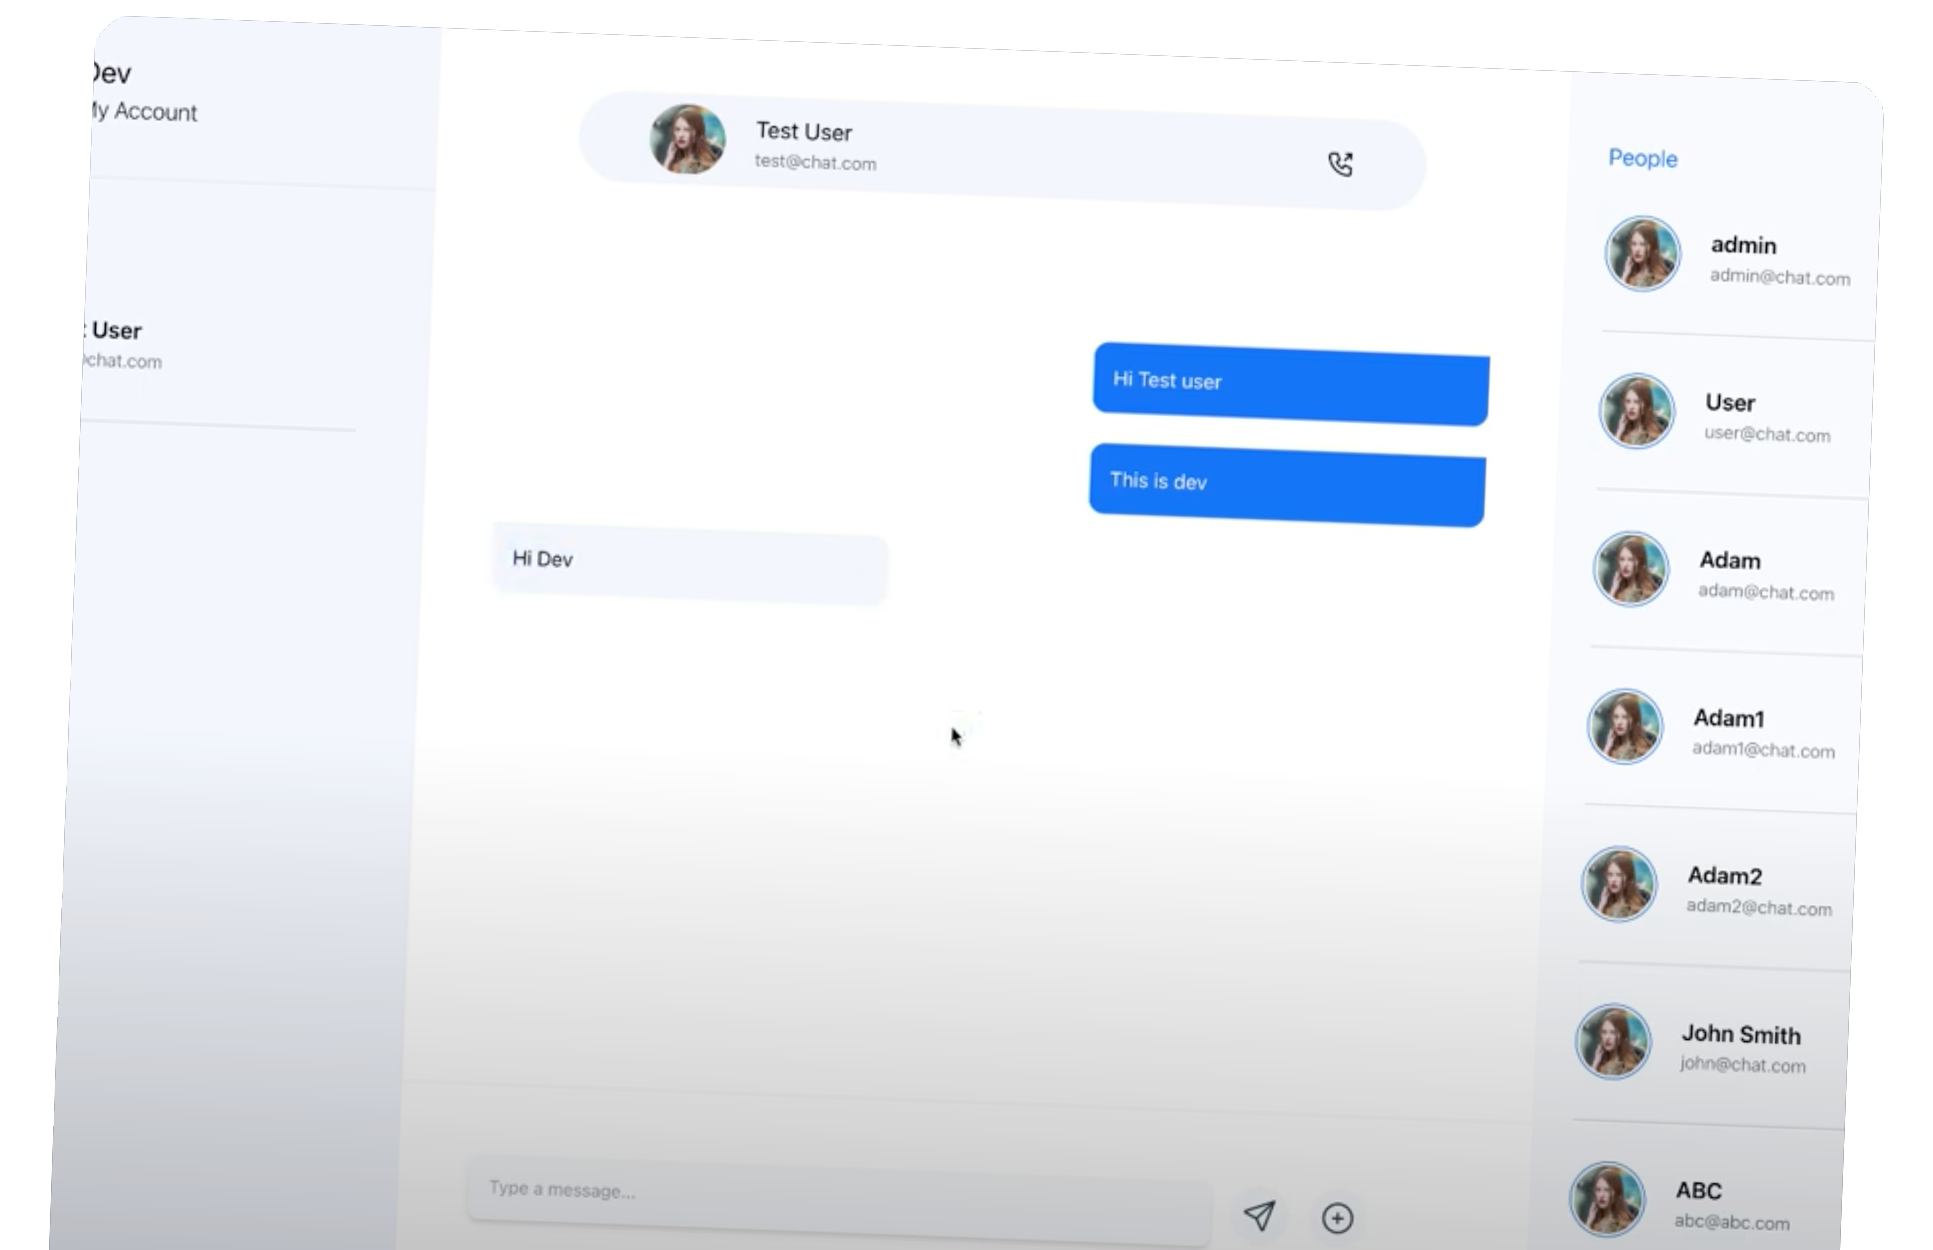 Dev
My Account
User
chat.com
Test User
test@chat.com
Hi Test user
This is dev
Hi Dev
Type a message...
People
admin
admin@chat.com
User
user@chat.com
Adam
adam@chat.com
Adam1
adam1@chat.com
Adam2
adam2@chat.com
John Smith
john@chat.com
ABC
abc@abc.com